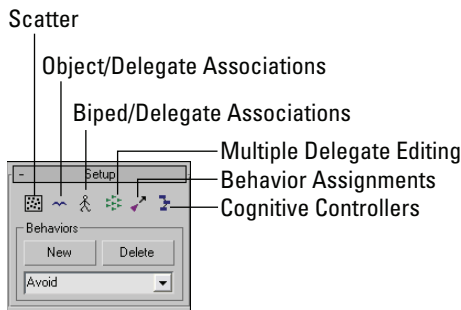 Scatter
Object/Delegate Associations
Biped/Delegate Associations
Multiple Delegate Editing
Behavior Assignments
Cognitive Controllers
- Setup
Behaviors
New Delete
Avoid